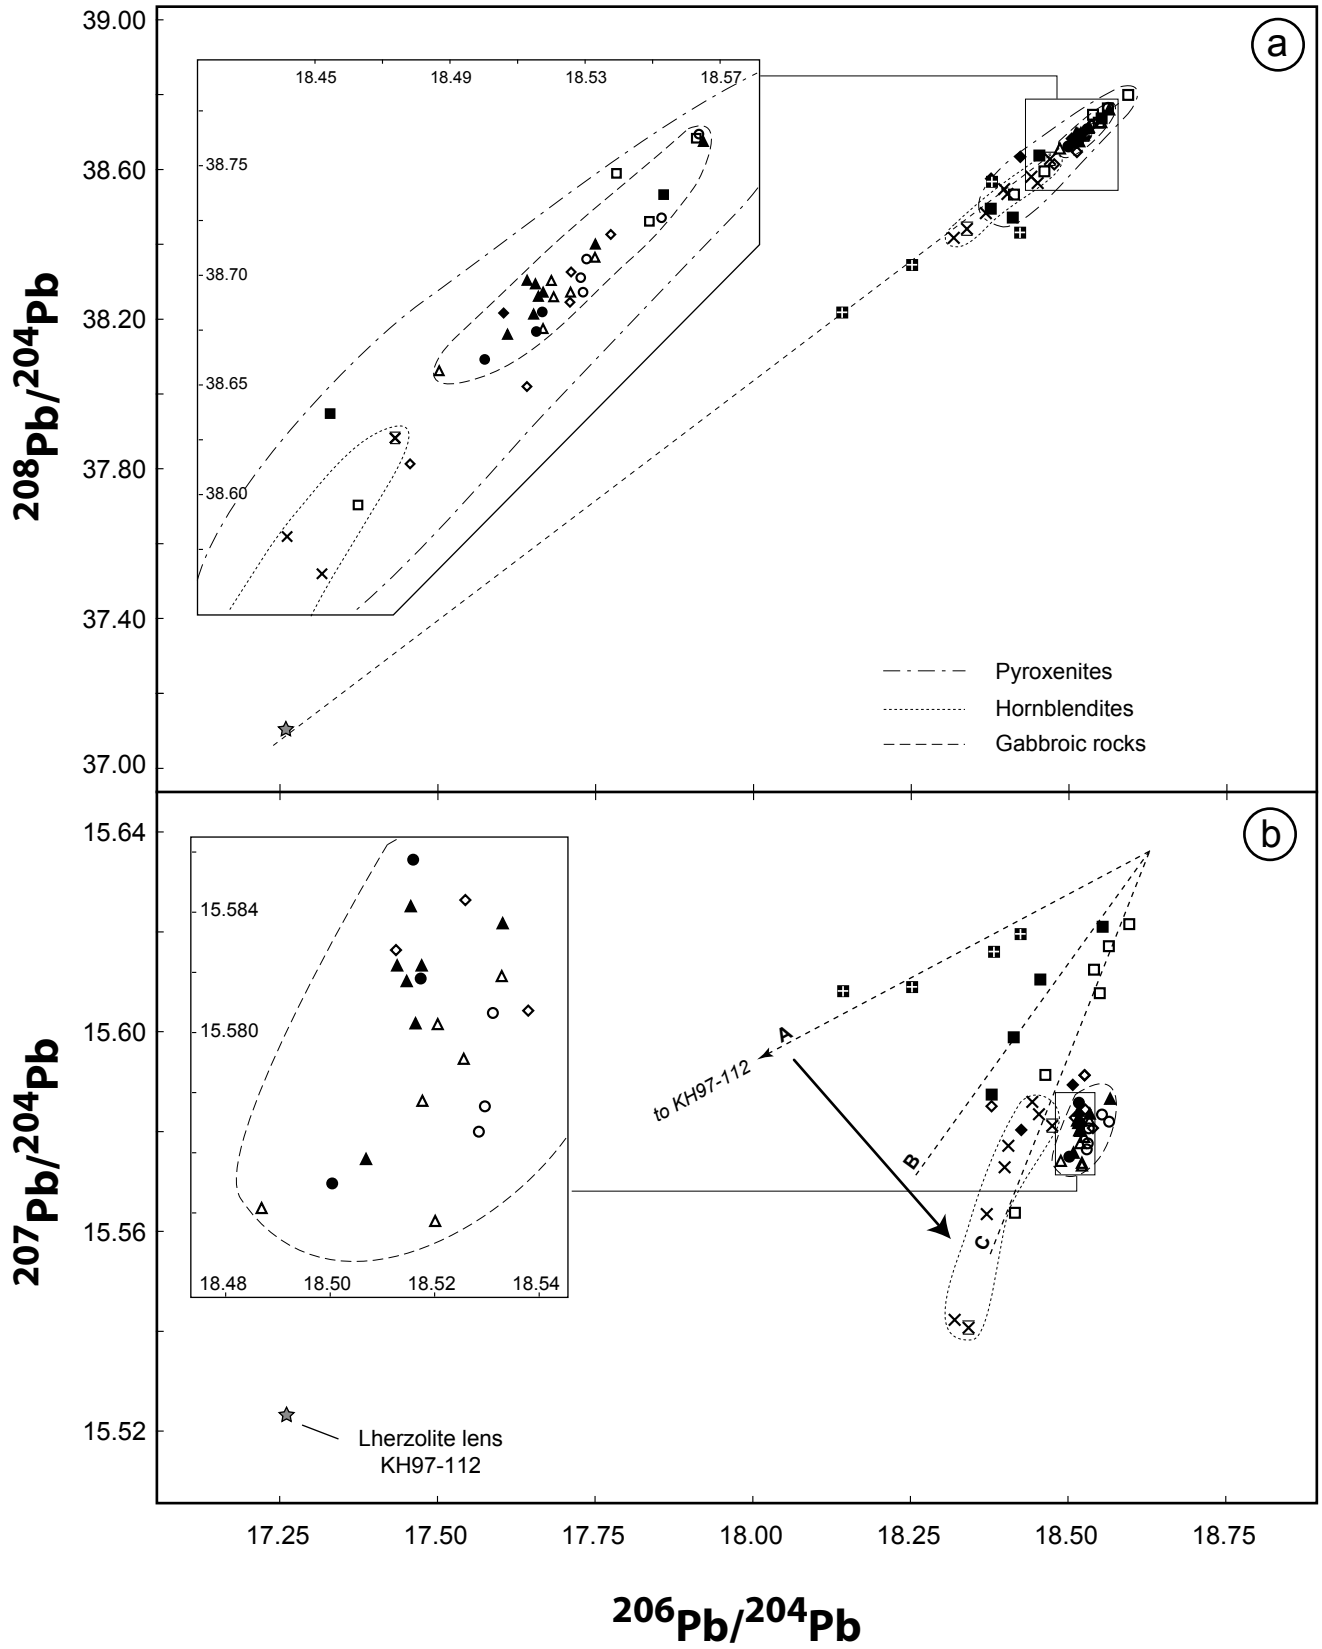 39.00
38.60
38.20
37.80
37.40
37.00
208Pb/204Pb
a
18.45 18.49 18.53 18.57
38.75
38.70
38.65
38.60
Pyroxenites
Hornblendites
Gabbroic rocks
15.64
15.60
15.56
15.52
207Pb/204Pb
b
15.584
15.580
18.48 18.50 18.52 18.54
A
to KH97-112
B
C
Lherzolite lens
KH97-112
17.25 17.50 17.75 18.00 18.25 18.50 18.75
206Pb/204Pb